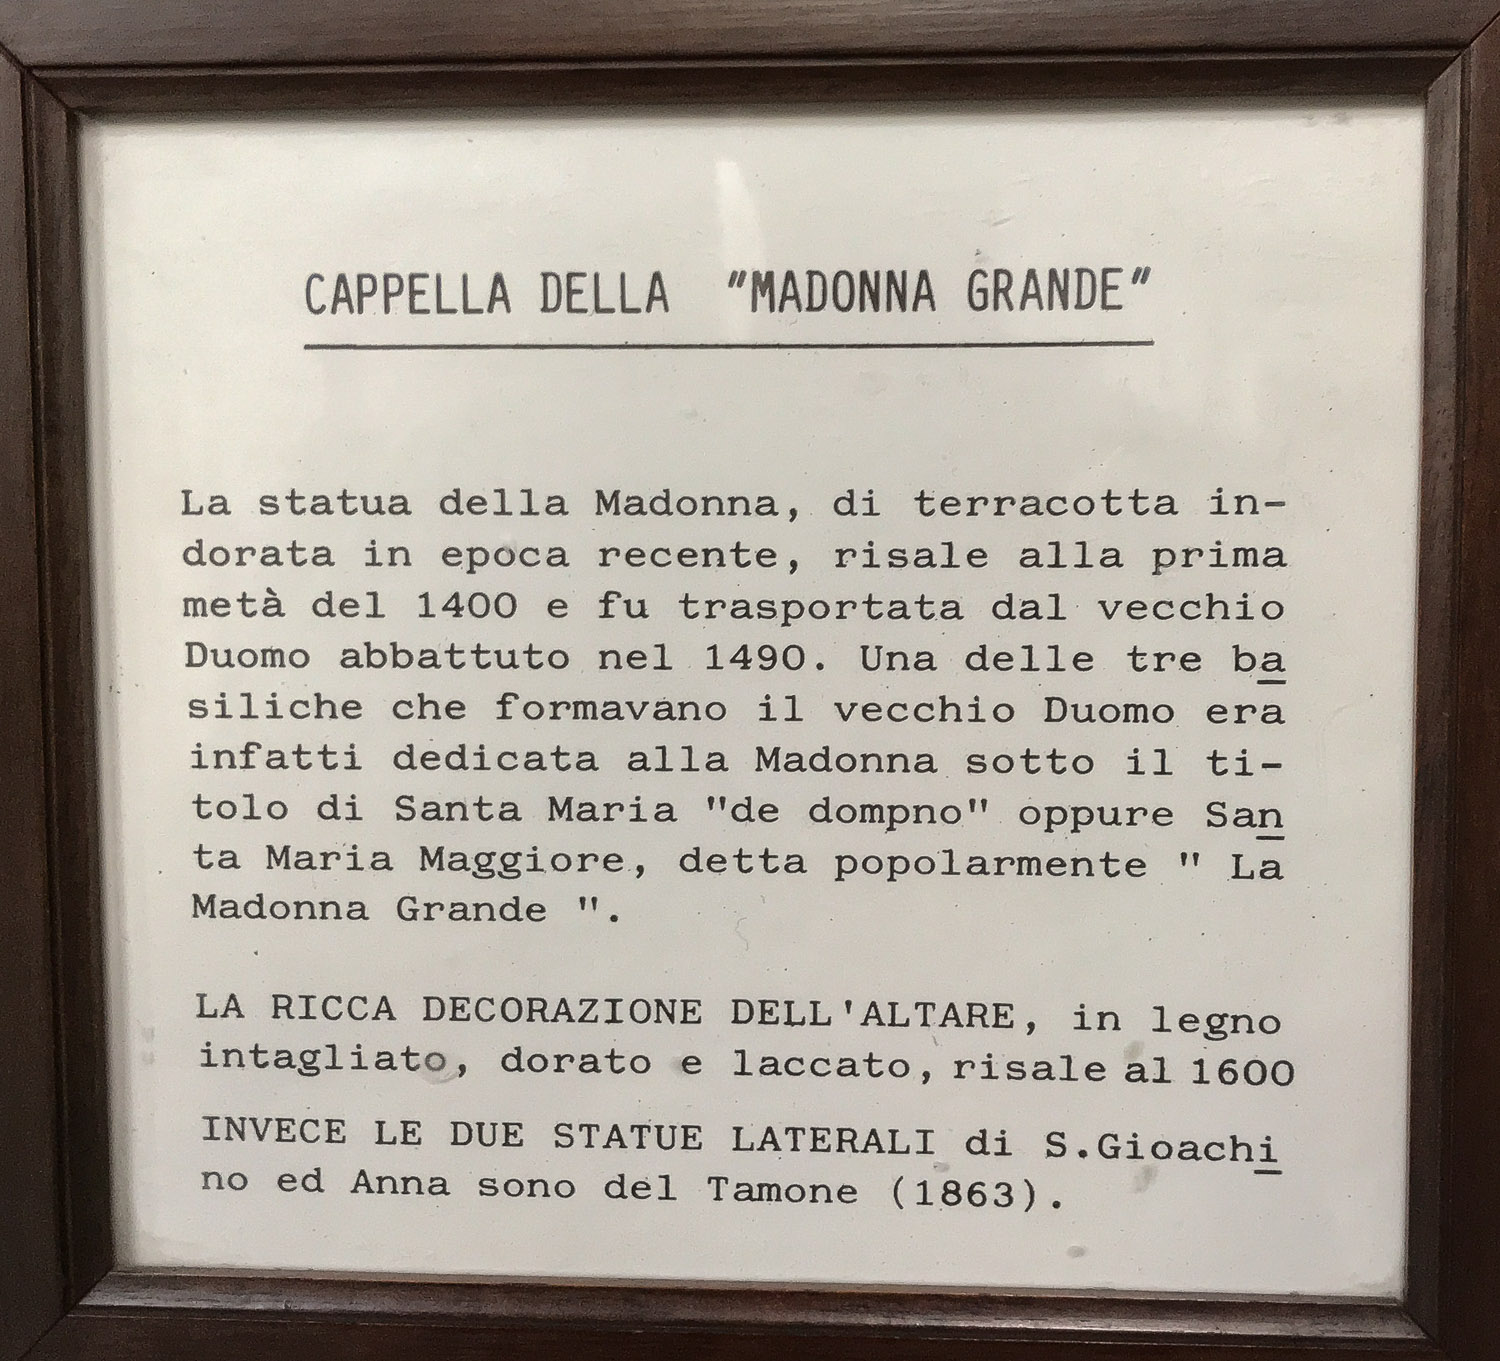 CAPPELLA DELLA "MADONNA GRANDE"
La statua della Madonna, di terracotta in-
dorata in epoca recente, risale alla prima
metà del 1400 e fu trasportata dal vecchio
Duomo abbattuto nel 1490. Una delle tre ba
siliche che formavano il vecchio Duomo era
infatti dedicata alla Madonna sotto il ti-
tolo di Santa Maria "de dompno" oppure San
ta Maria Maggiore, detta popolarmente " La
Madonna Grande ".
LA RICCA DECORAZIONE DELL'ALTARE, in legno
intagliato, dorato e laccato, risale al 1600
INVECE LE DUE STATUE LATERALI di S.Gioachi
no ed Anna sono del Tamone (1863).